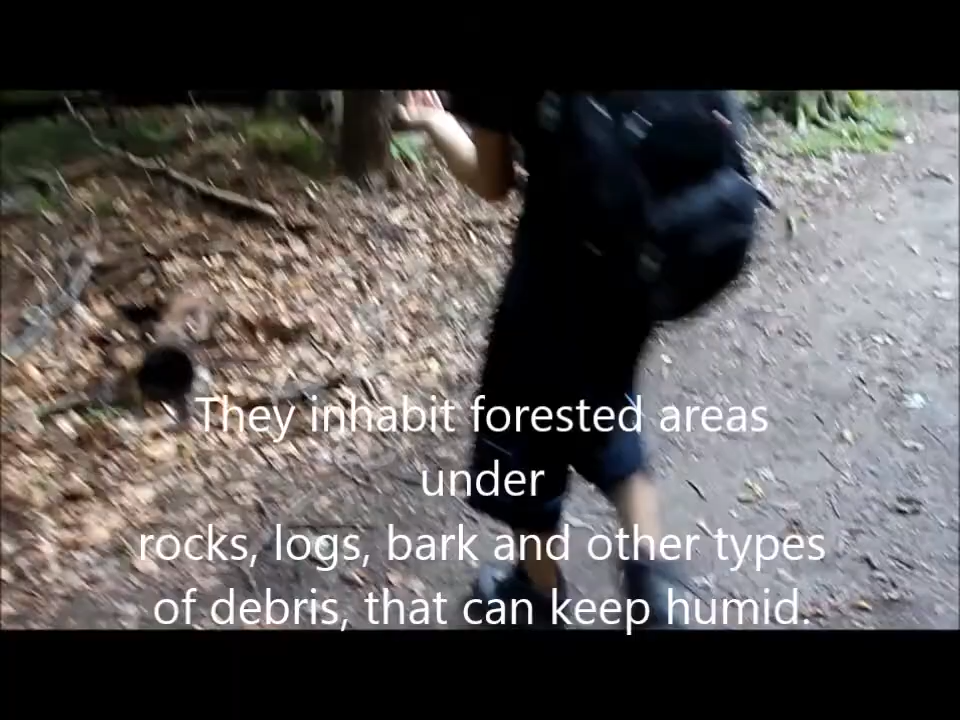 They inhabit forested areas
under
rocks, logs, bark and other types
of debris, that can keep humid.